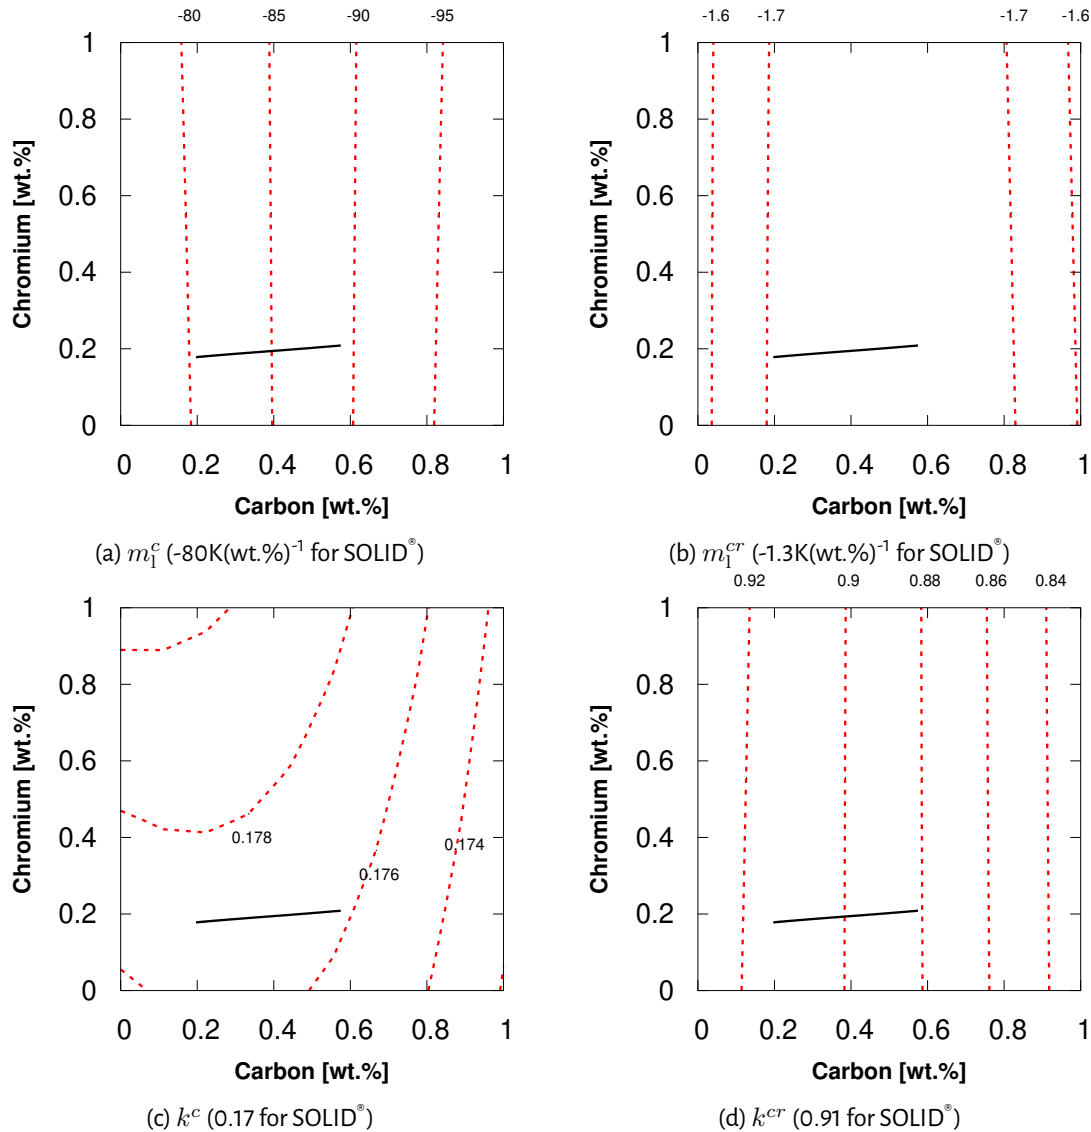 -80 -85 -90 -95
1
0.8
0.6
0.4
0.2
0
0 0.2 0.4 0.6 0.8 1
Chromium [wt.%]
Carbon [wt.%]
(a) m_l^c (-80K(wt.%)^-1 for SOLID®)
-1.6 -1.7 -1.7 -1.6
1
0.8
0.6
0.4
0.2
0
0 0.2 0.4 0.6 0.8 1
Chromium [wt.%]
Carbon [wt.%]
(b) m_l^cr (-1.3K(wt.%)^-1 for SOLID®)
1
0.8
0.6
0.4
0.2
0
0 0.2 0.4 0.6 0.8 1
Chromium [wt.%]
0.178
0.176
0.174
Carbon [wt.%]
(c) k^c (0.17 for SOLID®)
0.92 0.9 0.88 0.86 0.84
1
0.8
0.6
0.4
0.2
0
0 0.2 0.4 0.6 0.8 1
Chromium [wt.%]
Carbon [wt.%]
(d) k^cr (0.91 for SOLID®)